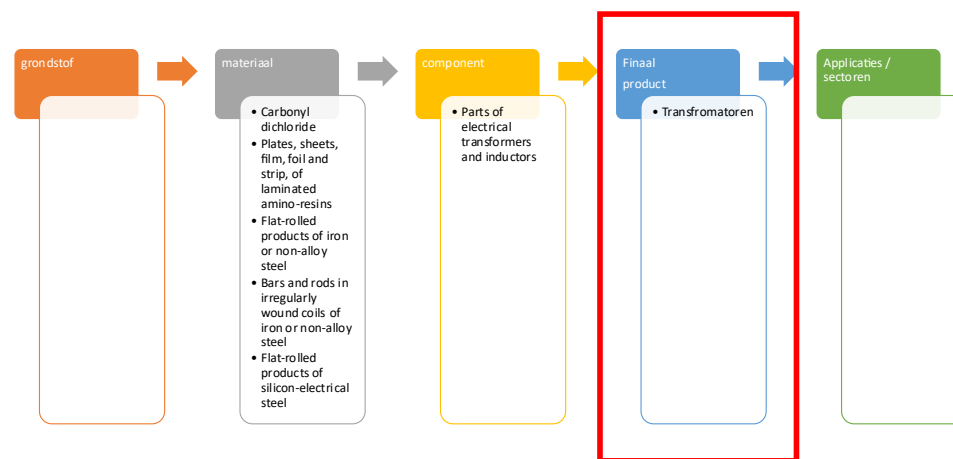 grondstof
materiaal
• Carbonyl
dichloride
• Plates, sheets,
film, foil and
strip, of
laminated
amino-resins
• Flat-rolled
products of iron
or non-alloy
steel
• Bars and rods in
irregularly
wound coils of
iron or non-alloy
steel
• Flat-rolled
products of
silicon-electrical
steel
component
• Parts of
electrical
transformers
and inductors
Finaal
product
• Transfromatoren
Applicaties /
sectoren